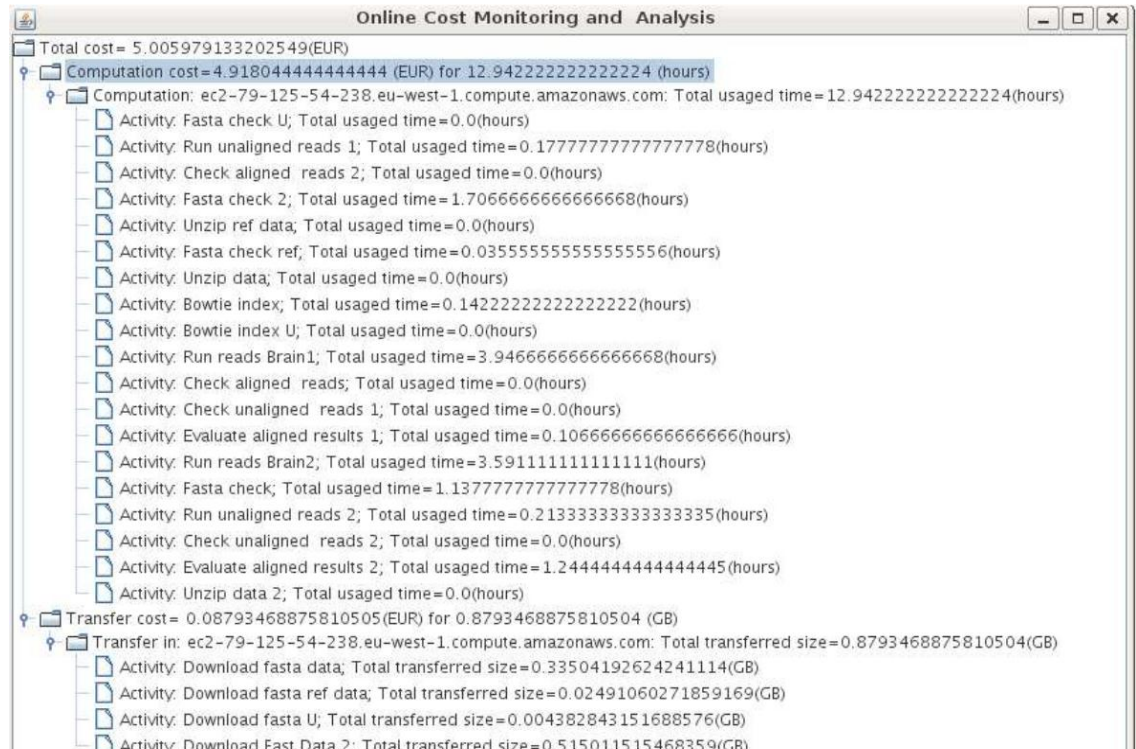 Online Cost Monitoring and Analysis
Total cost= 5.005979133202549(EUR)
Computation cost=4.918044444444444 (EUR) for 12.942222222222224 (hours)
Computation: ec2-79-125-54-238.eu-west-1.compute.amazonaws.com: Total usaged time=12.942222222222224(hours)
Activity: Fasta check U; Total usaged time=0.0(hours)
Activity: Run unaligned reads 1; Total usaged time=0.17777777777777778(hours)
Activity: Check aligned reads 2; Total usaged time=0.0(hours)
Activity: Fasta check 2; Total usaged time=1.7066666666666668(hours)
Activity: Unzip ref data; Total usaged time=0.0(hours)
Activity: Fasta check ref; Total usaged time=0.035555555555555556(hours)
Activity: Unzip data; Total usaged time=0.0(hours)
Activity: Bowtie index; Total usaged time=0.14222222222222222(hours)
Activity: Bowtie index U; Total usaged time=0.0(hours)
Activity: Run reads Brain1; Total usaged time=3.9466666666666668(hours)
Activity: Check aligned reads; Total usaged time=0.0(hours)
Activity: Check unaligned reads 1; Total usaged time=0.0(hours)
Activity: Evaluate aligned results 1; Total usaged time=0.10666666666666666(hours)
Activity: Run reads Brain2; Total usaged time=3.591111111111111(hours)
Activity: Fasta check; Total usaged time=1.1377777777777778(hours)
Activity: Run unaligned reads 2; Total usaged time=0.21333333333333335(hours)
Activity: Check unaligned reads 2; Total usaged time=0.0(hours)
Activity: Evaluate aligned results 2; Total usaged time=1.2444444444444445(hours)
Activity: Unzip data 2; Total usaged time=0.0(hours)
Transfer cost= 0.08793468875810505(EUR) for 0.8793468875810504 (GB)
Transfer in: ec2-79-125-54-238.eu-west-1.compute.amazonaws.com: Total transferred size=0.8793468875810504(GB)
Activity: Download fasta data; Total transferred size=0.33504192624241114(GB)
Activity: Download fasta ref data; Total transferred size=0.02491060271859169(GB)
Activity: Download fasta U; Total transferred size=0.004382843151688576(GB)
Activity: Download Fast Data 2; Total transferred size=0.515011515468359(GB)